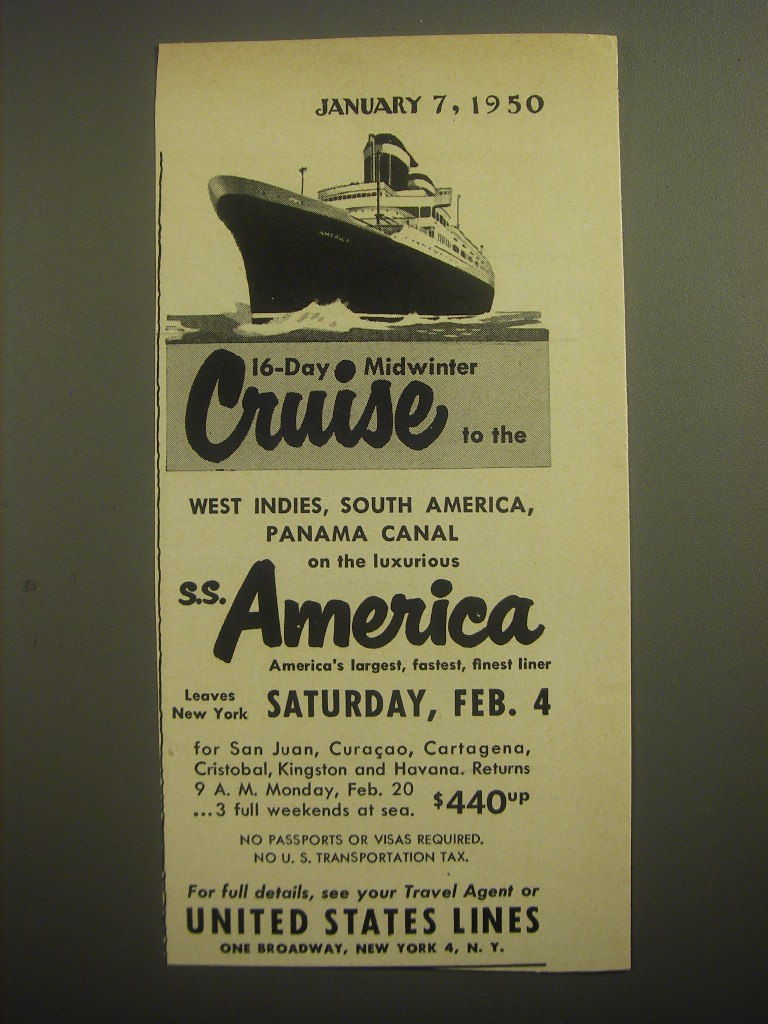 JANUARY 7, 1950
AMERICA
16-Day Midwinter
Cruise to the
WEST INDIES, SOUTH AMERICA,
PANAMA CANAL
on the luxurious
s.s. America
America's largest, fastest, finest liner
Leaves
New York
SATURDAY, FEB. 4
for San Juan, Curaçao, Cartagena,
Cristobal, Kingston and Havana. Returns
9 A. M. Monday, Feb. 20
...3 full weekends at sea.
$440up
NO PASSPORTS OR VISAS REQUIRED.
NO U. S. TRANSPORTATION TAX.
For full details, see your Travel Agent or
UNITED STATES LINES
ONE BROADWAY, NEW YORK 4, N. Y.